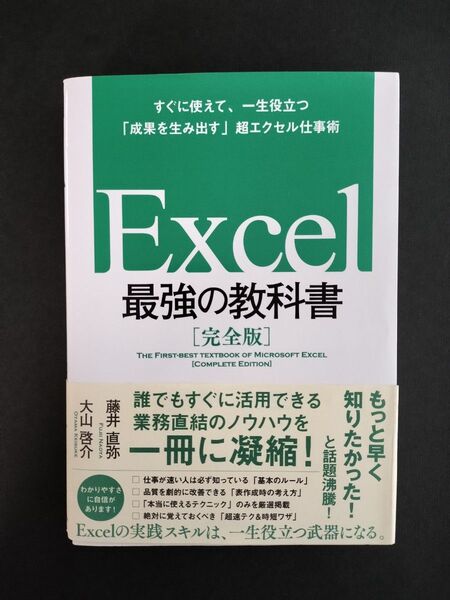 すぐに使えて、一生役立つ
「成果を生み出す」超エクセル仕事術
Excel
最強の教科書
[完全版]
THE FIRST-BEST TEXTBOOK OF MICROSOFT EXCEL
[COMPLETE EDITION]
藤井 直弥
FUJII NAOYA
大山 啓介
OYAMA KEISUKE
誰でもすぐに活用できる
業務直結のノウハウを
一冊に凝縮!
もっと早く
知りたかった!
と話題沸騰!
わかりやすさ
に自信が
あります!
□ 仕事が速い人は必ず知っている「基本のルール」
□ 品質を劇的に改善できる「表作成時の考え方」
□ 「本当に使えるテクニック」のみを厳選掲載
□ 絶対に覚えておくべき「超速テク&時短ワザ」
Excelの実践スキルは、一生役立つ武器になる。